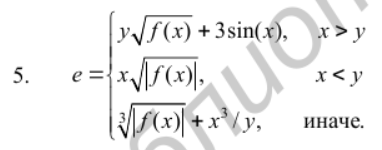 y√f(x) + 3sin(x), x > y
5. e = { x√|f(x)|, x < y
∛|f(x)| + x³ / y, иначе.